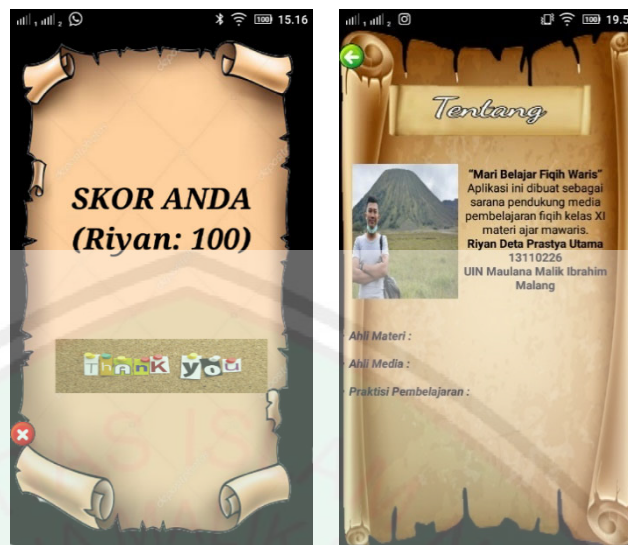 15.16
SKOR ANDA
(Riyan: 100)
Thank you
19.5
Tentang
"Mari Belajar Fiqih Waris"
Aplikasi ini dibuat sebagai
sarana pendukung media
pembelajaran fiqih kelas XI
materi ajar mawaris.
Riyan Deta Prastya Utama
13110226
UIN Maulana Malik Ibrahim
Malang
Ahli Materi :
Ahli Media :
Praktisi Pembelajaran :